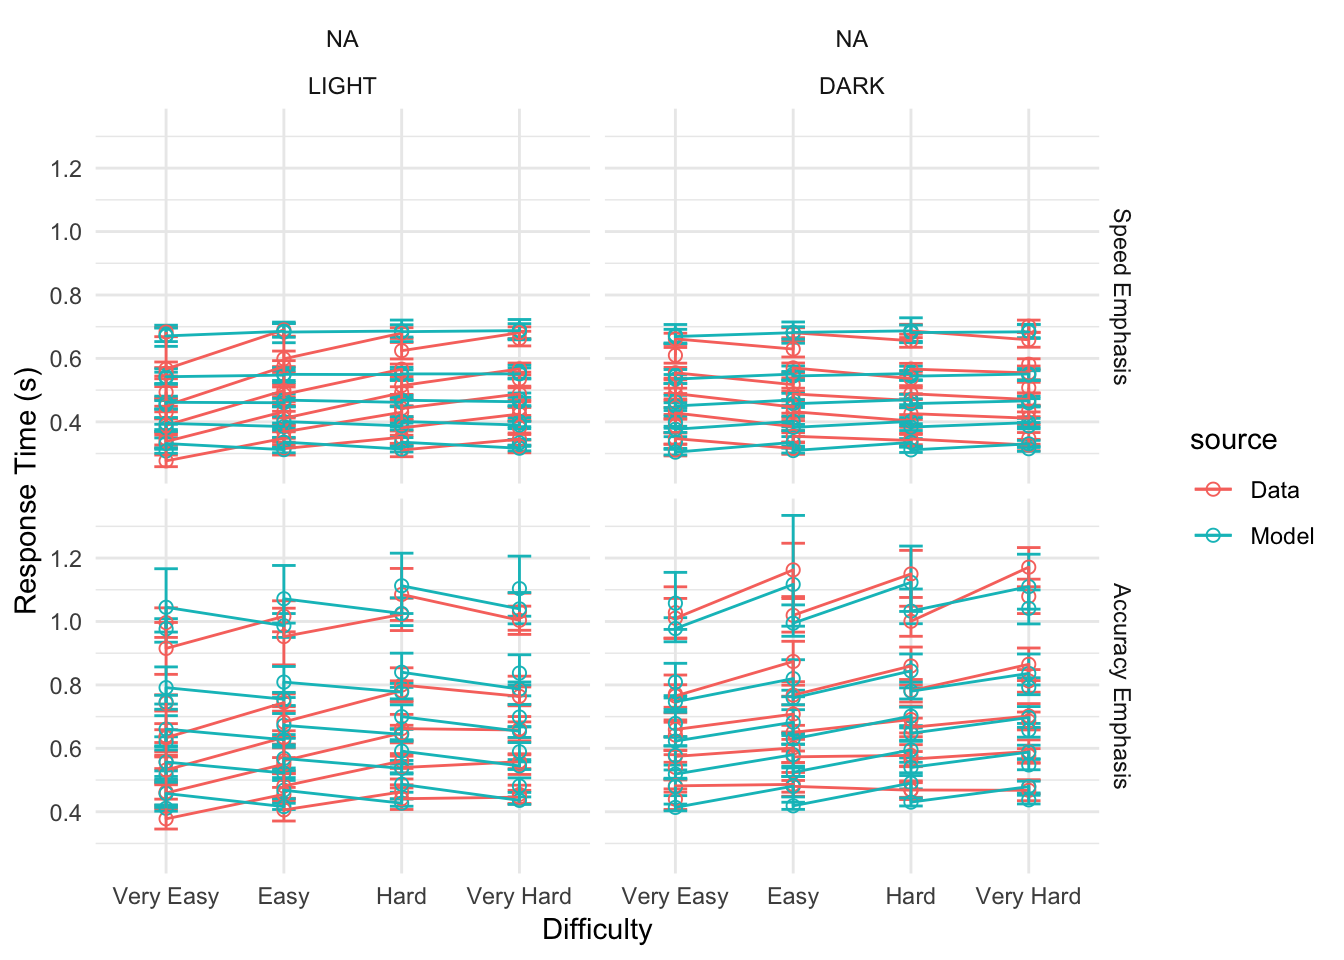 NA NA
LIGHT DARK
Response Time (s)
1.2
1.0
0.8
0.6
0.4
Speed Emphasis
1.2
1.0
0.8
0.6
0.4
Accuracy Emphasis
Very Easy Easy Hard Very Hard Very Easy Easy Hard Very Hard
Difficulty
source
Data
Model